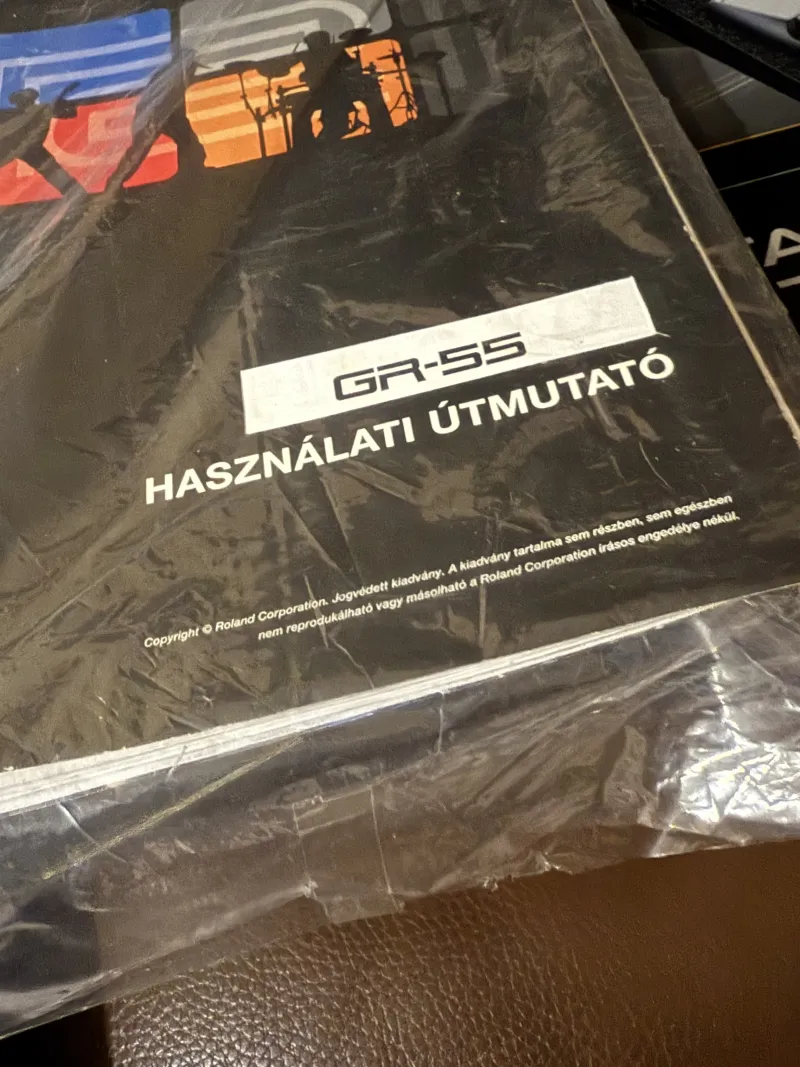 GR-55
HASZNÁLATI ÚTMUTATÓ
Copyright © Roland Corporation. Jogvédett kiadvány. A kiadvány tartalma sem részben, sem egészben
nem reprodukálható vagy másolható a Roland Corporation írásos engedélye nékül.